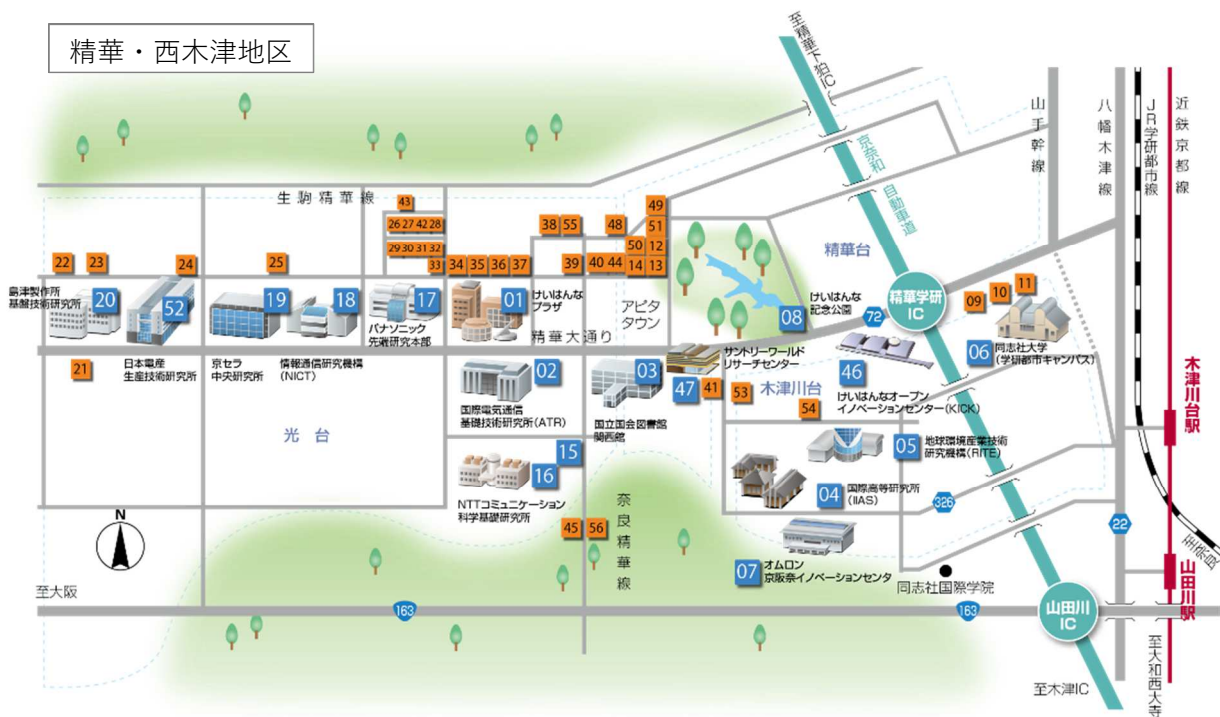 精華・西木津地区
至精華下狛IC
山手幹線
八幡木津線
JR学研都市線
近鉄京都線
京奈和
自動車道
生駒精華線
43
26 27 42 28
29 30 31 32
33
34 35 36 37
38 55
48
49
51
50 12
39
40 44 14 13
22
23
24
25
島津製作所
基盤技術研究所
20
52
19
18
17
01
けいはんな
プラザ
アピタ
タウン
精華台
精華学研
IC
09
10
11
08
けいはんな
記念公園
72
パナソニック
先端研究本部
精華大通り
21
日本電産
生産技術研究所
京セラ
中央研究所
情報通信研究機構
(NICT)
02
03
47
41
サントリーワールド
リサーチセンター
木津川台
53
54
46
けいはんなオープン
イノベーションセンター(KICK)
06
同志社大学
(学研都市キャンパス)
木津川台駅
光台
国際電気通信
基礎技術研究所(ATR)
国立国会図書館
関西館
15
16
NTTコミュニケーション
科学基礎研究所
05
地球環境産業技術
研究機構(RITE)
04
国際高等研究所
(IIAS)
326
22
N
45 56
奈良精華線
07
オムロン
京阪奈イノベーションセンタ
同志社国際学院
至奈良
山田川駅
至大阪
163
163
山田川
IC
至木津IC
至大和西大寺